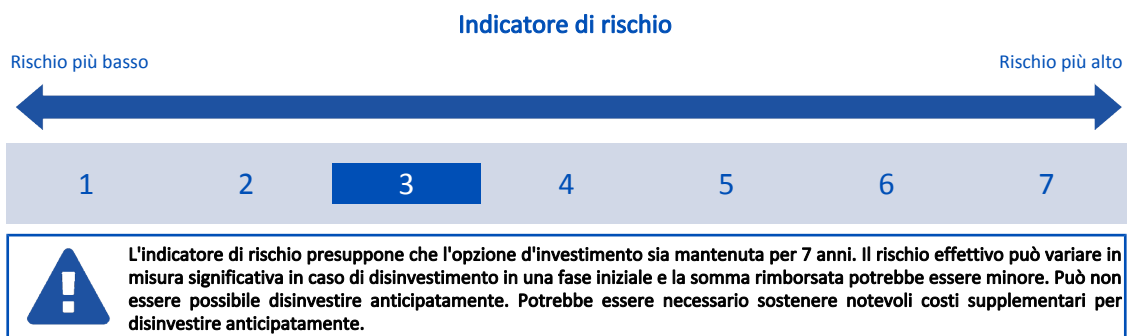 Indicatore di rischio
Rischio più basso Rischio più alto
1 2 3 4 5 6 7
L'indicatore di rischio presuppone che l'opzione d'investimento sia mantenuta per 7 anni. Il rischio effettivo può variare in
misura significativa in caso di disinvestimento in una fase iniziale e la somma rimborsata potrebbe essere minore. Può non
essere possibile disinvestire anticipatamente. Potrebbe essere necessario sostenere notevoli costi supplementari per
disinvestire anticipatamente.